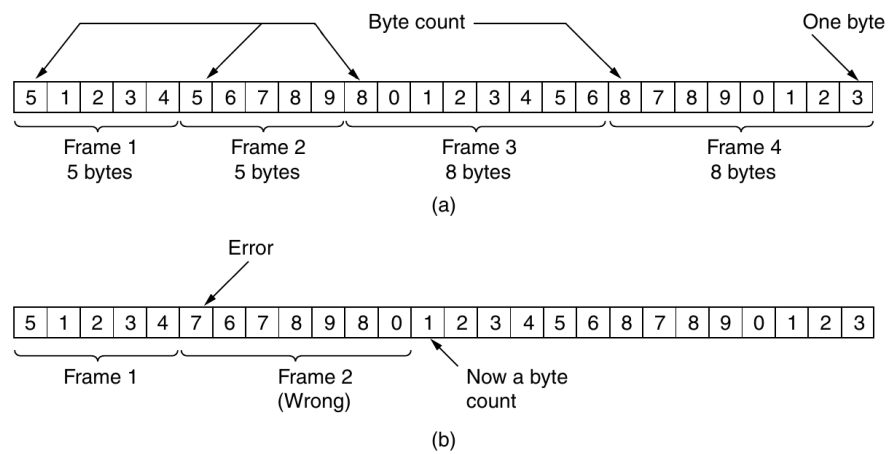 Byte count
One byte
5 1 2 3 4 5 6 7 8 9 8 0 1 2 3 4 5 6 8 7 8 9 0 1 2 3
Frame 1 Frame 2 Frame 3 Frame 4
5 bytes 5 bytes 8 bytes 8 bytes
(a)
Error
5 1 2 3 4 7 6 7 8 9 8 0 1 2 3 4 5 6 8 7 8 9 0 1 2 3
Frame 1 Frame 2 Now a byte
(Wrong) count
(b)